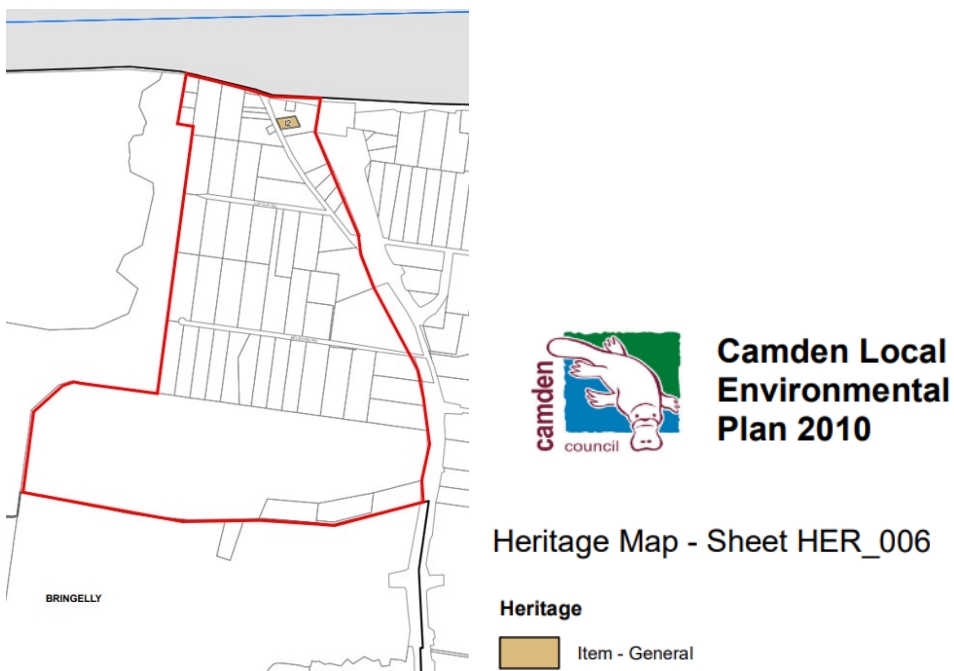 I2
BRINGELLY
camden
council
Camden Local
Environmental
Plan 2010
Heritage Map - Sheet HER_006
Heritage
Item - General